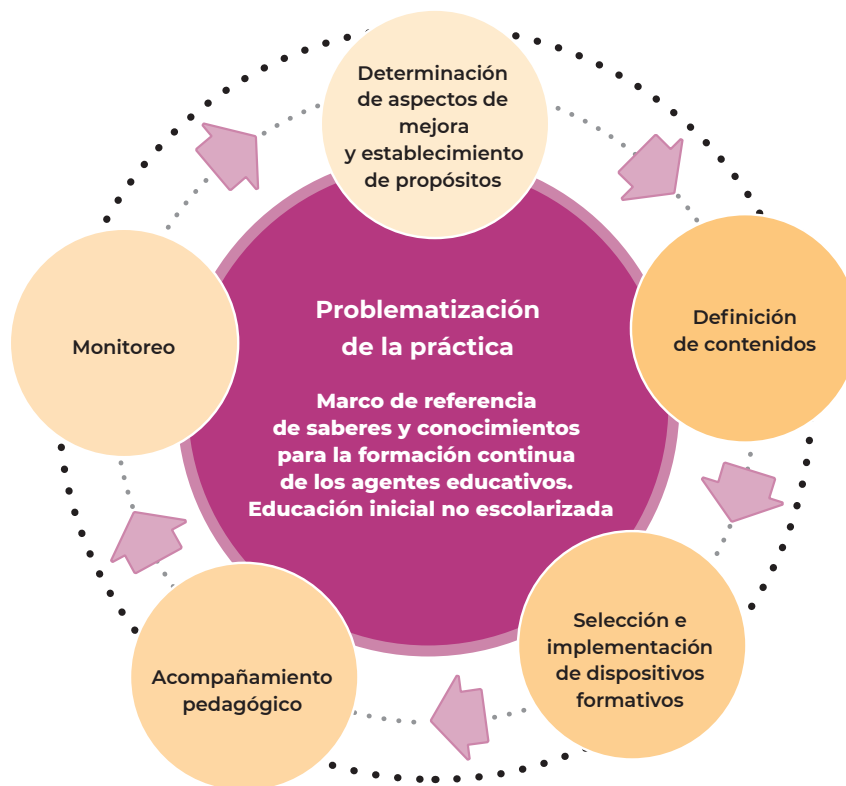 Determinación
de aspectos de
mejora
y establecimiento
de propósitos
Definición
de contenidos
Selección e
implementación
de dispositivos
formativos
Acompañamiento
pedagógico
Monitoreo
Problematización
de la práctica
Marco de referencia
de saberes y conocimientos
para la formación continua
de los agentes educativos.
Educación inicial no escolarizada